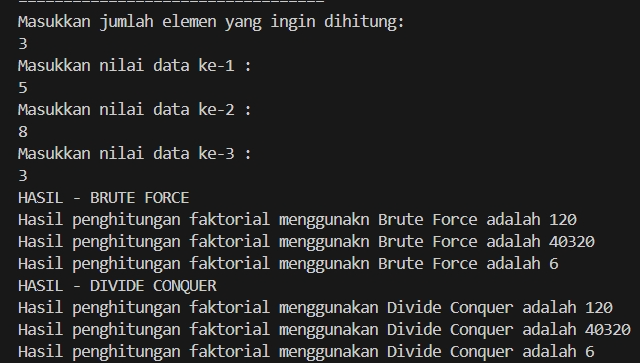 ==================================
Masukkan jumlah elemen yang ingin dihitung:
3
Masukkan nilai data ke-1 :
5
Masukkan nilai data ke-2 :
8
Masukkan nilai data ke-3 :
3
HASIL - BRUTE FORCE
Hasil penghitungan faktorial menggunakn Brute Force adalah 120
Hasil penghitungan faktorial menggunakn Brute Force adalah 40320
Hasil penghitungan faktorial menggunakn Brute Force adalah 6
HASIL - DIVIDE CONQUER
Hasil penghitungan faktorial menggunakan Divide Conquer adalah 120
Hasil penghitungan faktorial menggunakan Divide Conquer adalah 40320
Hasil penghitungan faktorial menggunakan Divide Conquer adalah 6